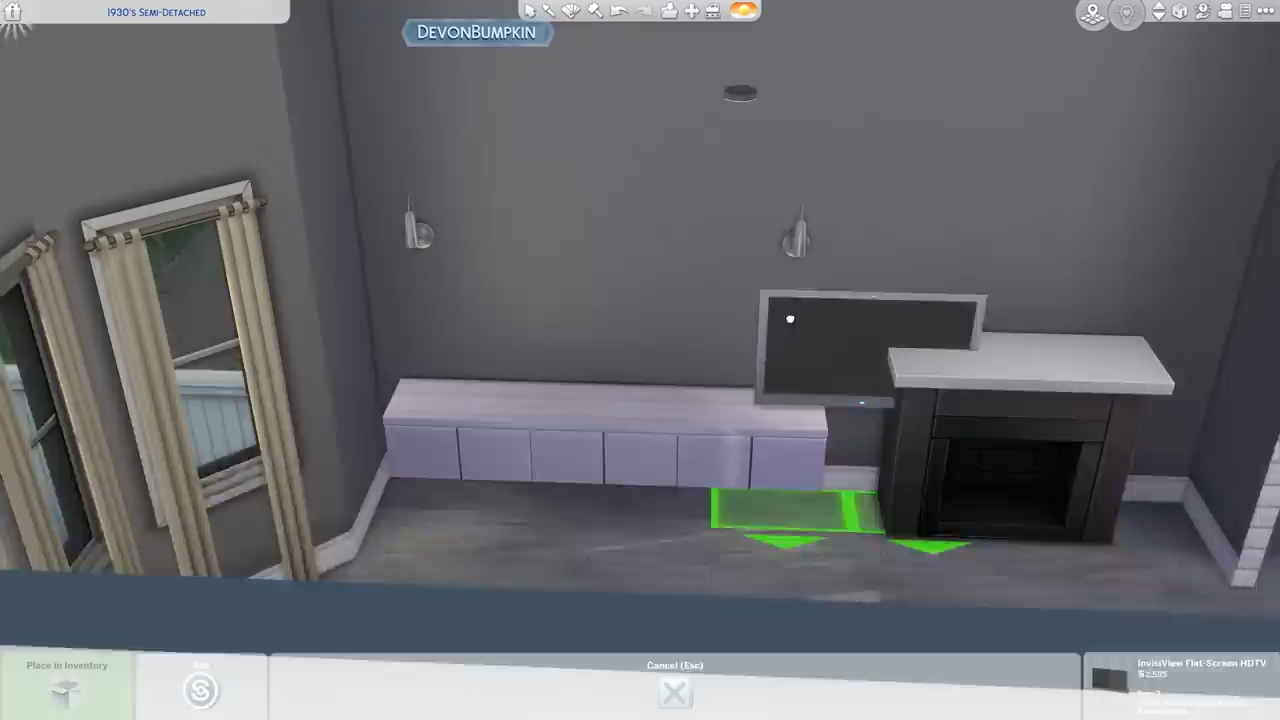 1930's Semi-Detached
DevonBumpkin
Place in Inventory
Cancel (Esc)
InvisiView Flat-Screen HDTV